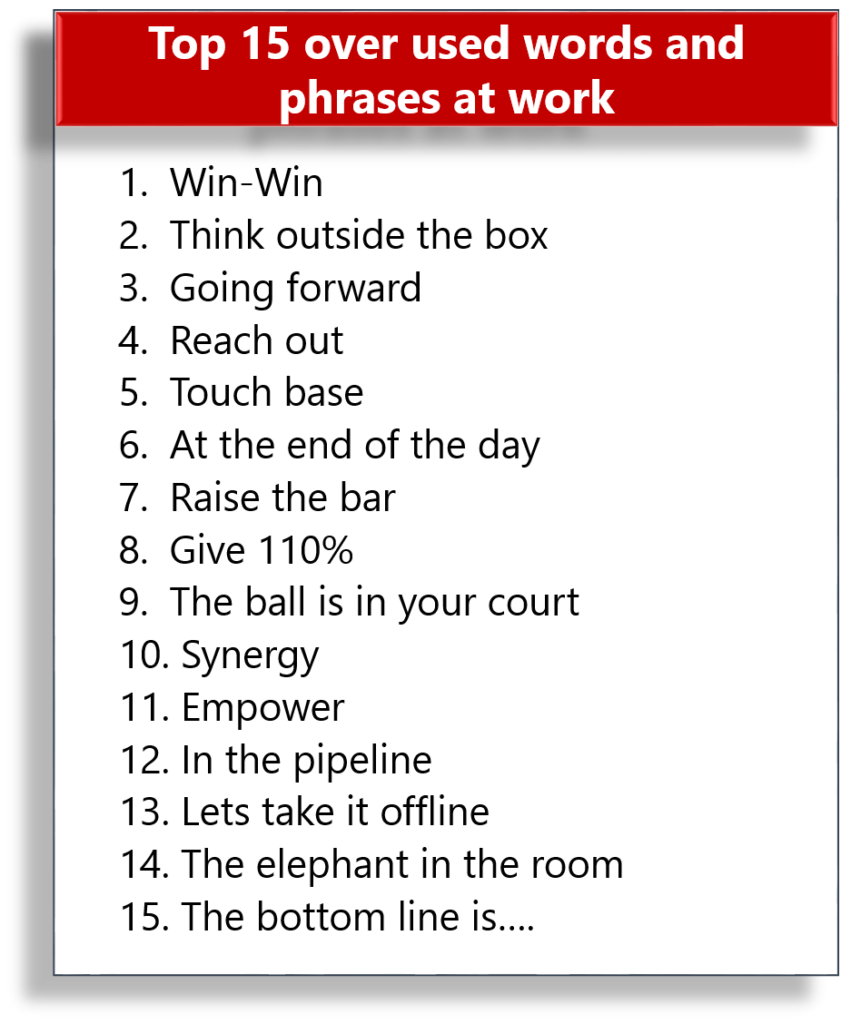 Top 15 over used words and
phrases at work
1. Win-Win
2. Think outside the box
3. Going forward
4. Reach out
5. Touch base
6. At the end of the day
7. Raise the bar
8. Give 110%
9. The ball is in your court
10. Synergy
11. Empower
12. In the pipeline
13. Lets take it offline
14. The elephant in the room
15. The bottom line is....